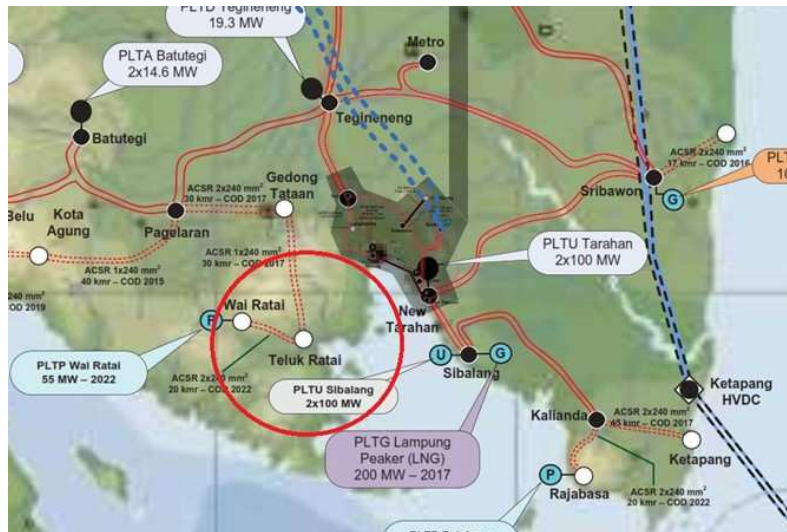 PLTD Tegineneng
19.3 MW
PLTA Batutegi
2x14.6 MW
Metro
Tegineneng
Batutegi
ACSR 2x240 mm²
17 kmr – COD 2016
Gedong
Tataan
ACSR 2x240 mm²
30 kmr – COD 2017
Sribawon
G
Belu
Kota
Agung
Pagelaran
PLTU Tarahan
2x100 MW
ACSR 1x240 mm²
40 kmr – COD 2015
ACSR 1x240 mm²
30 kmr – COD 2017
COD 2019
New
Tarahan
P
Wai Ratai
Teluk Ratai
PLTP Wai Ratai
55 MW – 2022
ACSR 2x240 mm²
20 kmr – COD 2022
U
G
Sibalang
PLTU Sibalang
2x100 MW
Ketapang
HVDC
Kalianda
ACSR 2x240 mm²
45 kmr – COD 2017
PLTG Lampung
Peaker (LNG)
200 MW – 2017
Ketapang
P
Rajabasa
ACSR 2x240 mm²
20 kmr – COD 2022